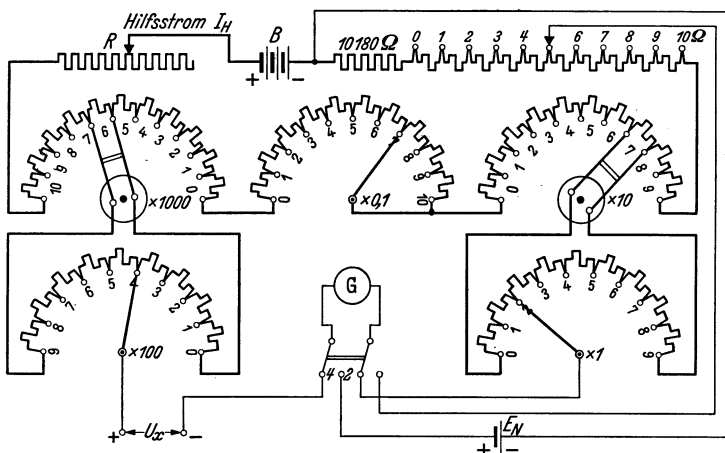 Hilfsstrom I_H
R
B
+ −
10180 Ω
0 1 2 3 4 6 7 8 9 10 Ω
10 9 8 7 6 5 4 3 2 1 0
×1000
0 1 2 3 4 5 6 8 9 10
×0,1
0 1 2 3 4 5 6 7 8 9
×10
9 8 7 6 5 4 3 2 1 0
×100
G
4 2
0 1 2 3 4 5 6 7 8 9
×1
+ U_x −
E_N
+ −